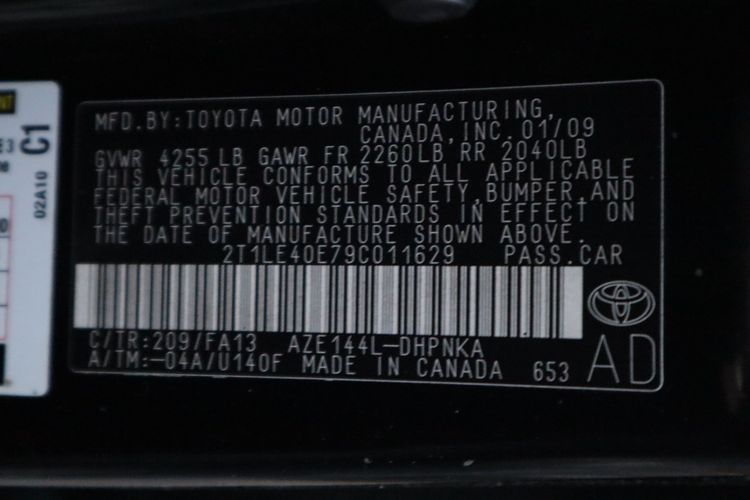 MFD.BY:TOYOTA MOTOR MANUFACTURING,
CANADA,INC.01/09
GVWR 4255 LB GAWR FR 2260LB RR 2040LB
THIS VEHICLE CONFORMS TO ALL APPLICABLE
FEDERAL MOTOR VEHICLE SAFETY,BUMPER,AND
THEFT PREVENTION STANDARDS IN EFFECT ON
THE DATE OF MANUFACTURE SHOWN ABOVE.
2T1LE40E79C011629 PASS.CAR
C/TR:209/FA13 AZE144L-DHPNKA
A/TM:-04A/U140F MADE IN CANADA 653
AD
C1
02A10